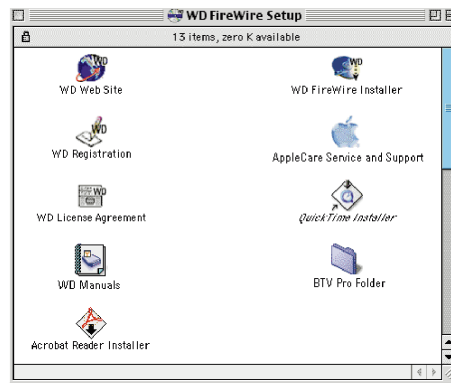 WD FireWire Setup
13 items, zero K available
WD Web Site
WD FireWire Installer
WD Registration
AppleCare Service and Support
WD License Agreement
QuickTime Installer
WD Manuals
BTV Pro Folder
Acrobat Reader Installer